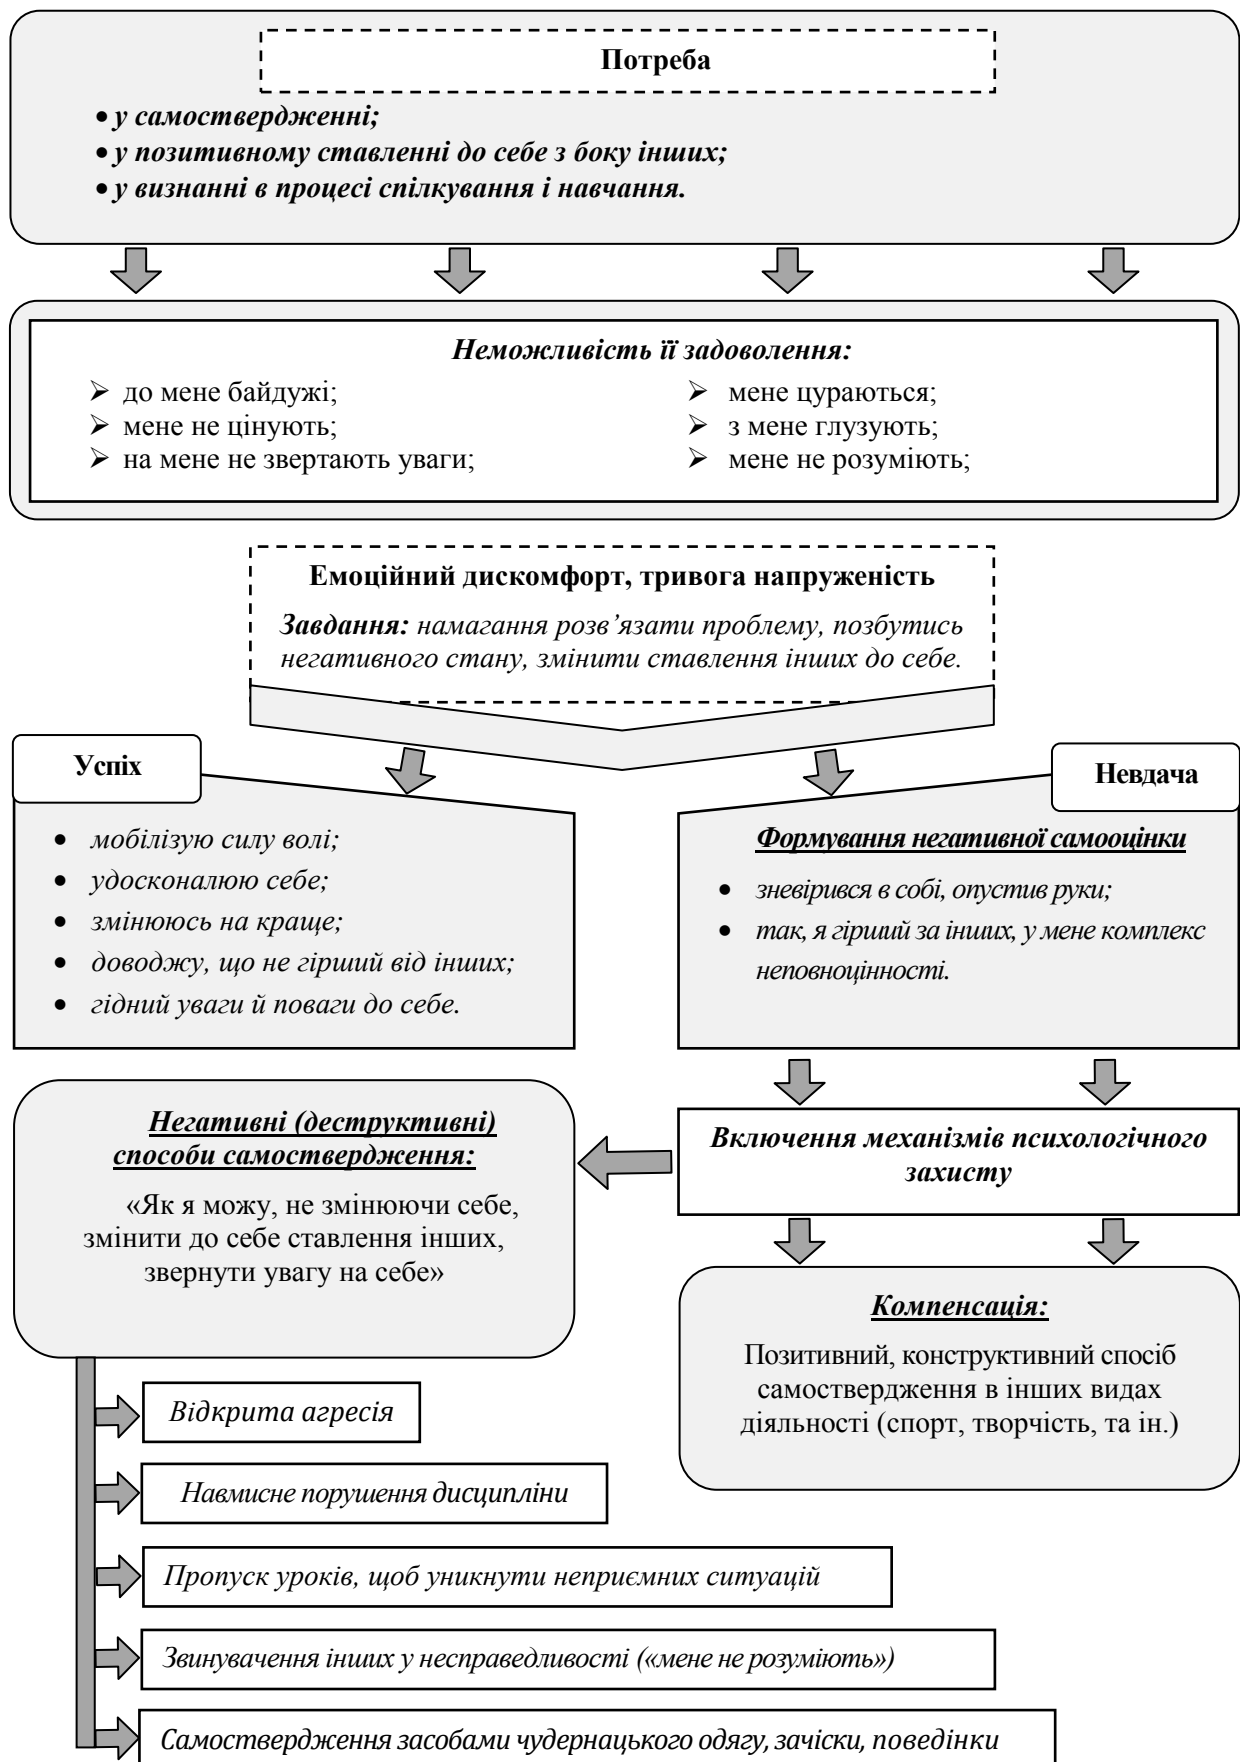 Потреба
• у самоствердженні;
• у позитивному ставленні до себе з боку інших;
• у визнанні в процесі спілкування і навчання.
Неможливість її задоволення:
➢ до мене байдужі;
➢ мене не цінують;
➢ на мене не звертають уваги;
➢ мене цураються;
➢ з мене глузують;
➢ мене не розуміють;
Емоційний дискомфорт, тривога напруженість
Завдання: намагання розв’язати проблему, позбутись
негативного стану, змінити ставлення інших до себе.
Успіх
• мобілізую силу волі;
• удосконалюю себе;
• змінююсь на краще;
• доводжу, що не гірший від інших;
• гідний уваги й поваги до себе.
Невдача
Формування негативної самооцінки
• зневірився в собі, опустив руки;
• так, я гірший за інших, у мене комплекс
неповноцінності.
Включення механізмів психологічного
захисту
Негативні (деструктивні)
способи самоствердження:
«Як я можу, не змінюючи себе,
змінити до себе ставлення інших,
звернути увагу на себе»
Компенсація:
Позитивний, конструктивний спосіб
самоствердження в інших видах
діяльності (спорт, творчість, та ін.)
Відкрита агресія
Навмисне порушення дисципліни
Пропуск уроків, щоб уникнути неприємних ситуацій
Звинувачення інших у несправедливості («мене не розуміють»)
Самоствердження засобами чудернацького одягу, зачіски, поведінки